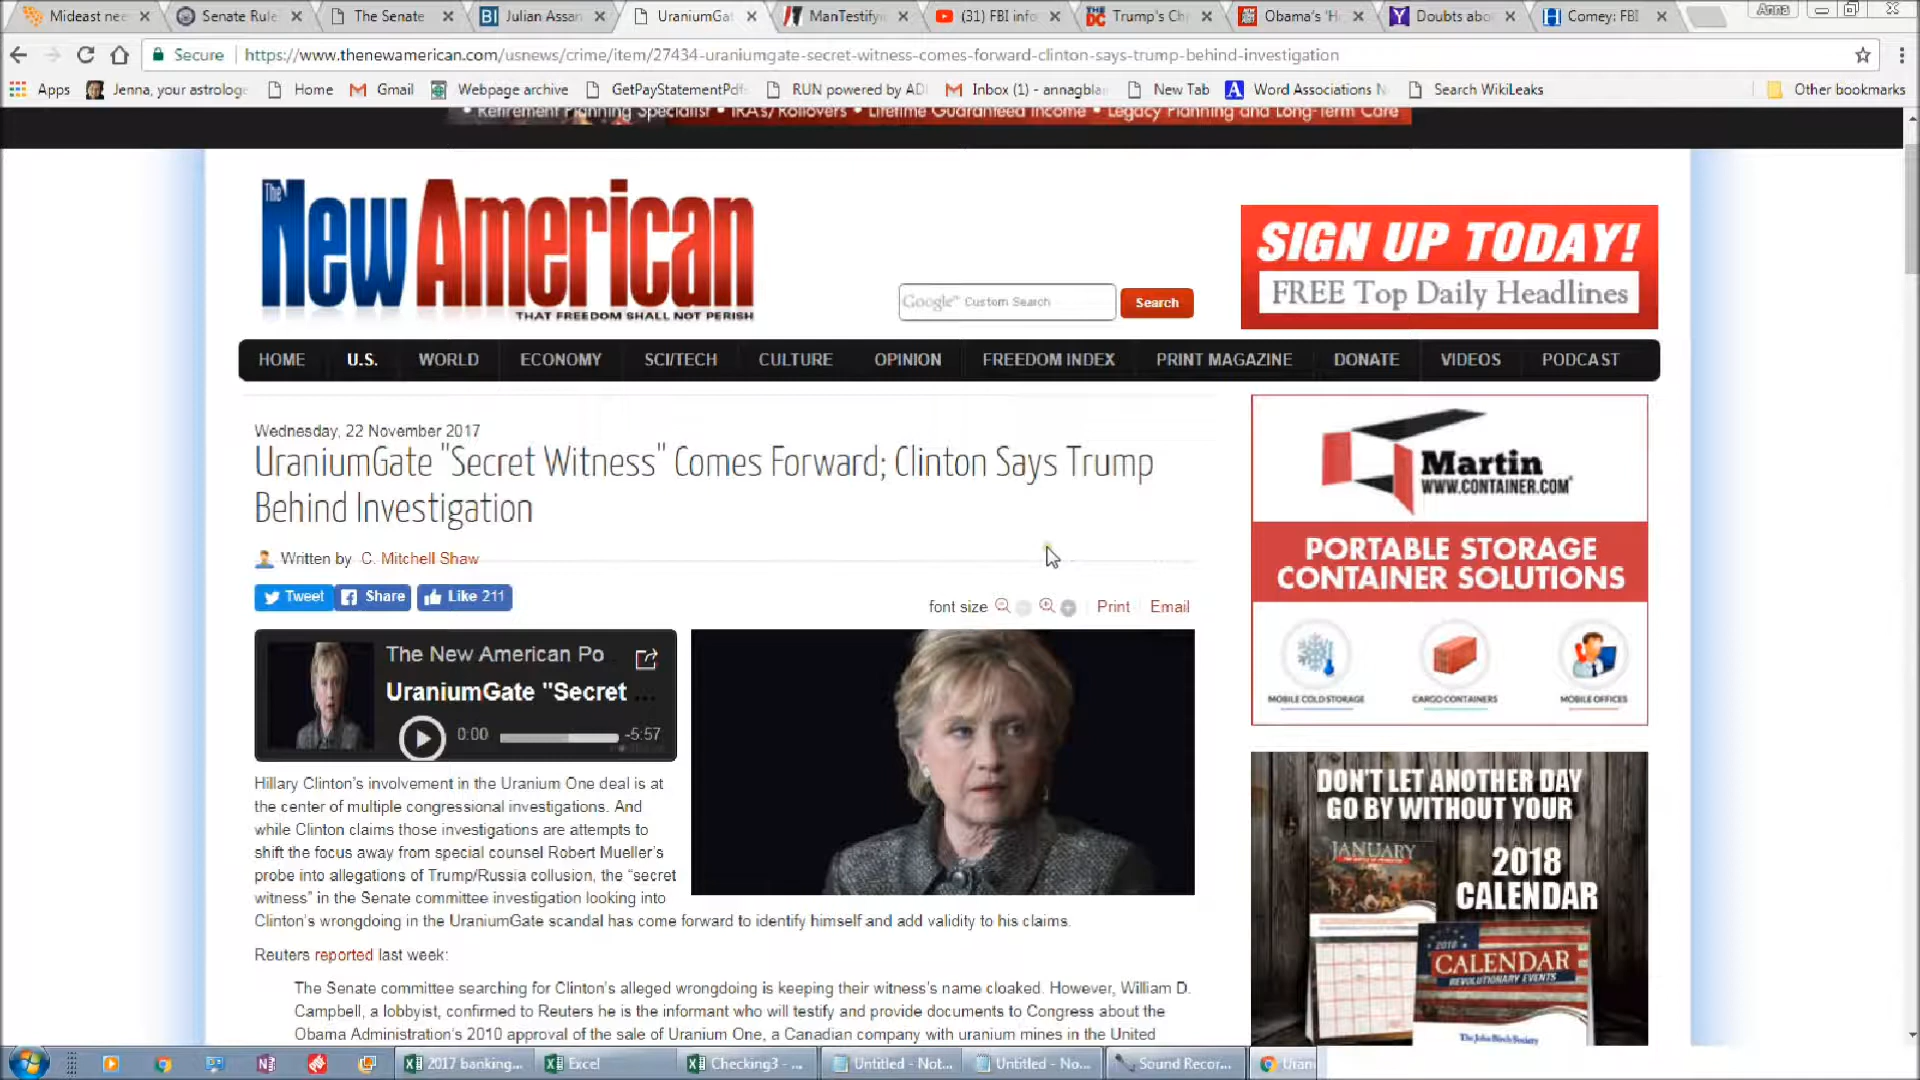 Mideast nee
Senate Rule
The Senate
Julian Assan
UraniumGat
ManTestifyi
(31) FBI info
Trump's Ch
Obama's 'H
Doubts abo
Comey: FBI
Anna
Secure
https://www.thenewamerican.com/usnews/crime/item/27434-uraniumgate-secret-witness-comes-forward-clinton-says-trump-behind-investigation
Apps
Jenna, your astrologe
Home
Gmail
Webpage archive
GetPayStatementPdf
RUN powered by AD
Inbox (1) - annagbla
New Tab
Word Associations N
Search WikiLeaks
Other bookmarks
• Retirement Planning Specialist • IRAs/Rollovers • Lifetime Guaranteed Income • Legacy Planning and Long-Term Care
The New American
THAT FREEDOM SHALL NOT PERISH
Google™ Custom Search
Search
SIGN UP TODAY!
FREE Top Daily Headlines
HOME
U.S.
WORLD
ECONOMY
SCI/TECH
CULTURE
OPINION
FREEDOM INDEX
PRINT MAGAZINE
DONATE
VIDEOS
PODCAST
Wednesday, 22 November 2017
UraniumGate "Secret Witness" Comes Forward; Clinton Says Trump
Behind Investigation
Written by C. Mitchell Shaw
Tweet
Share
Like 211
font size
Print
Email
The New American Po
UraniumGate "Secret ...
0:00
-5:57
Hillary Clinton's involvement in the Uranium One deal is at
the center of multiple congressional investigations. And
while Clinton claims those investigations are attempts to
shift the focus away from special counsel Robert Mueller's
probe into allegations of Trump/Russia collusion, the "secret
witness" in the Senate committee investigation looking into
Clinton's wrongdoing in the UraniumGate scandal has come forward to identify himself and add validity to his claims.
Reuters reported last week:
The Senate committee searching for Clinton's alleged wrongdoing is keeping their witness's name cloaked. However, William D.
Campbell, a lobbyist, confirmed to Reuters he is the informant who will testify and provide documents to Congress about the
Obama Administration's 2010 approval of the sale of Uranium One, a Canadian company with uranium mines in the United
Martin
WWW.CONTAINER.COM
PORTABLE STORAGE
CONTAINER SOLUTIONS
MOBILE COLD STORAGE
CARGO CONTAINERS
MOBILE OFFICES
DON'T LET ANOTHER DAY
GO BY WITHOUT YOUR
2018
CALENDAR
JANUARY
2018
CALENDAR
REVOLUTIONARY EVENTS
The John Birch Society
2017 banking...
Excel
Checking3 - ...
Untitled - Not...
Untitled - No...
Sound Recor...
Urani